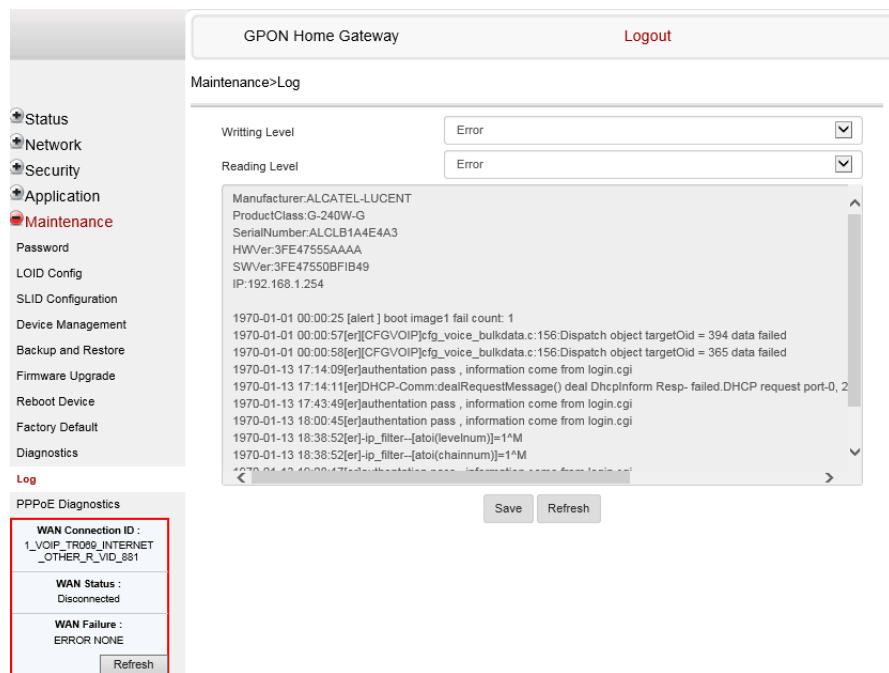 GPON Home Gateway
Logout
Maintenance>Log
Status
Network
Security
Application
Maintenance
Password
LOID Config
SLID Configuration
Device Management
Backup and Restore
Firmware Upgrade
Reboot Device
Factory Default
Diagnostics
Log
PPPoE Diagnostics
WAN Connection ID :
1_VOIP_TR069_INTERNET
_OTHER_R_VID_881
WAN Status :
Disconnected
WAN Failure :
ERROR NONE
Refresh
Writting Level
Error
Reading Level
Error
Manufacturer:ALCATEL-LUCENT
ProductClass:G-240W-G
SerialNumber:ALCLB1A4E4A3
HWVer:3FE47555AAAA
SWVer:3FE47550BFIB49
IP:192.168.1.254
1970-01-01 00:00:25 [alert ] boot image1 fail count: 1
1970-01-01 00:00:57[er][CFGVOIP]cfg_voice_bulkdata.c:156:Dispatch object targetOid = 394 data failed
1970-01-01 00:00:58[er][CFGVOIP]cfg_voice_bulkdata.c:156:Dispatch object targetOid = 365 data failed
1970-01-13 17:14:09[er]authentation pass , information come from login.cgi
1970-01-13 17:14:11[er]DHCP-Comm:dealRequestMessage() deal DhcpInform Resp- failed.DHCP request port-0, 2
1970-01-13 17:43:49[er]authentation pass , information come from login.cgi
1970-01-13 18:00:45[er]authentation pass , information come from login.cgi
1970-01-13 18:38:52[er]-ip_filter--[atoi(levelnum)]=1^M
1970-01-13 18:38:52[er]-ip_filter--[atoi(chainnum)]=1^M
Save
Refresh